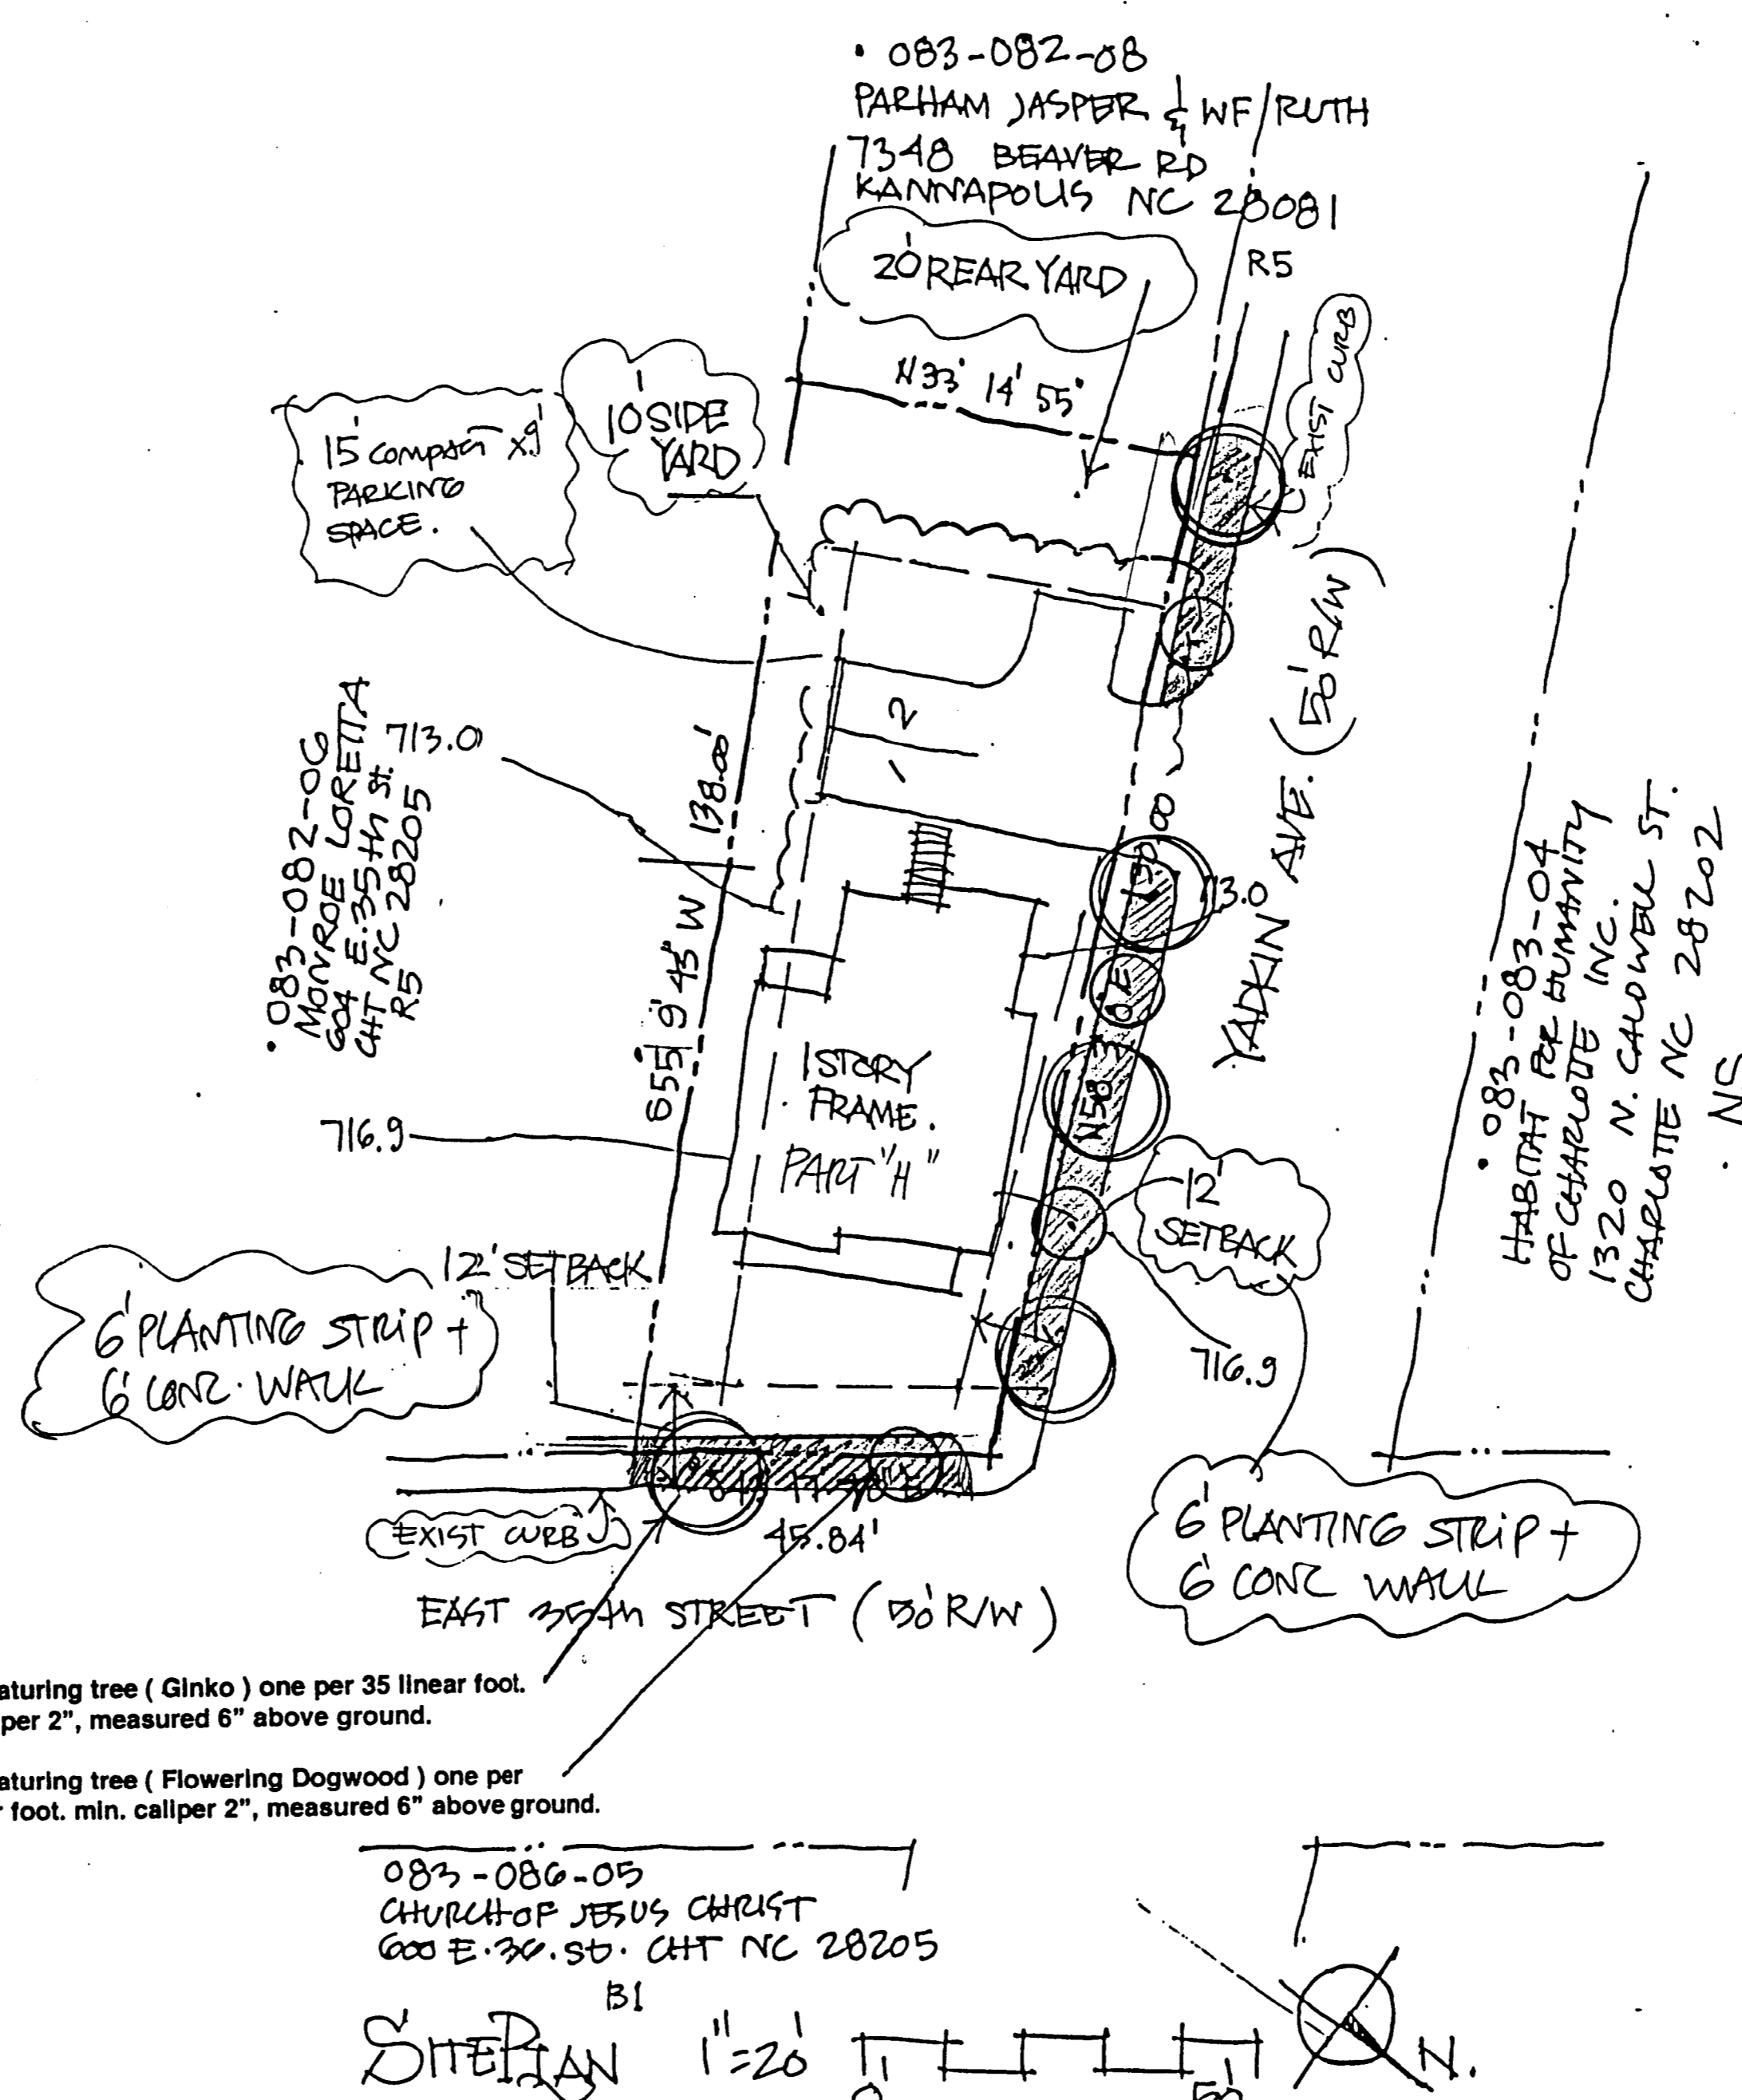 • 083-082-08
PARHAM JASPER & WF/RUTH
7348 BEAVER RD
KANNAPOLIS NC 28081
R5
20' REAR YARD
EXIST CURB
N33° 14' 55"
10' SIDE
YARD
15' COMPACT x9'
PARKING
SPACE.
2
1
(50' R/W)
YADKIN AVE.
713.0
138.00'
9' 45" W
• 083-082-06
MONROE LORETTA
604 E. 35th St.
CHT NC 28205
R5
13.0
1 STORY
FRAME.
PART "H"
716.9
12'
SETBACK
716.9
12' SETBACK
6' PLANTING STRIP +
6' CONC. WALK
• 083-083-04
HABITAT FOR HUMANITY
OF CHARLOTTE INC.
1320 N. CALDWELL ST.
CHARLOTTE NC 28202
• NS
EXIST CURB
45.84'
6' PLANTING STRIP +
6' CONC WALK
EAST 35th STREET (50' R/W)
aturing tree ( Ginko ) one per 35 linear foot.
per 2", measured 6" above ground.
aturing tree ( Flowering Dogwood ) one per
foot. min. caliper 2", measured 6" above ground.
083-086-05
CHURCH OF JESUS CHRIST
600 E. 36. St. CHT NC 28205
B1
SITE PLAN 1"=20'
N.